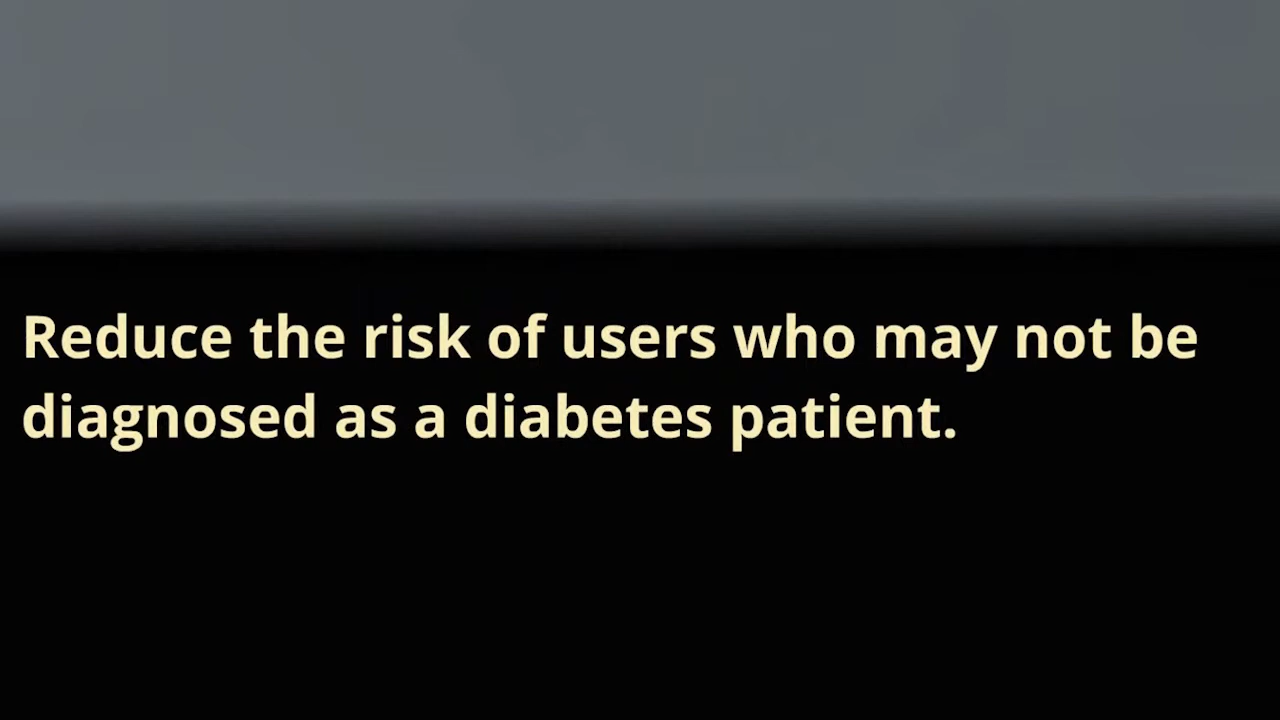 Reduce the risk of users who may not be
diagnosed as a diabetes patient.